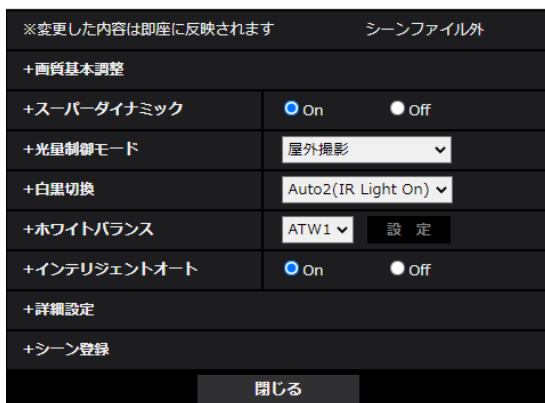 ※変更した内容は即座に反映されます シーンファイル外
+画質基本調整
+スーパーダイナミック On Off
+光量制御モード 屋外撮影
+白黒切換 Auto2(IR Light On)
+ホワイトバランス ATW1 設 定
+インテリジェントオート On Off
+詳細設定
+シーン登録
閉じる